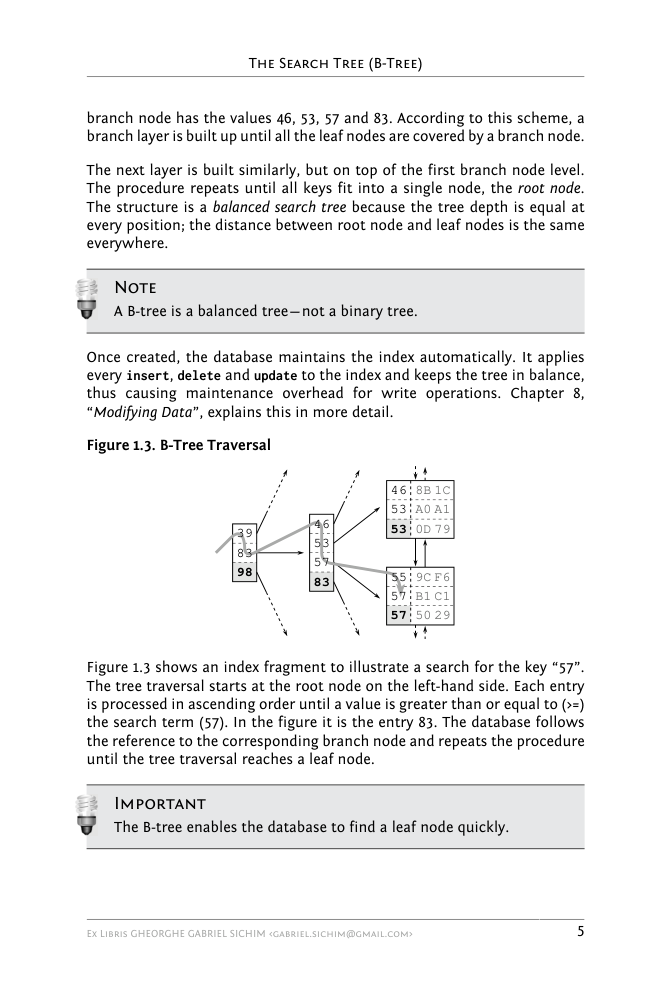 The Search Tree (B-Tree)
branch node has the values 46, 53, 57 and 83. According to this scheme, a
branch layer is built up until all the leaf nodes are covered by a branch node.
The next layer is built similarly, but on top of the first branch node level.
The procedure repeats until all keys fit into a single node, the root node.
The structure is a balanced search tree because the tree depth is equal at
every position; the distance between root node and leaf nodes is the same
everywhere.
Note
A B-tree is a balanced tree—not a binary tree.
Once created, the database maintains the index automatically. It applies
every insert, delete and update to the index and keeps the tree in balance,
thus causing maintenance overhead for write operations. Chapter 8,
“Modifying Data”, explains this in more detail.
Figure 1.3. B-Tree Traversal
39
83
98
46
53
57
83
46 8B 1C
53 A0 A1
53 0D 79
55 9C F6
57 B1 C1
57 50 29
Figure 1.3 shows an index fragment to illustrate a search for the key “57”.
The tree traversal starts at the root node on the left-hand side. Each entry
is processed in ascending order until a value is greater than or equal to (>=)
the search term (57). In the figure it is the entry 83. The database follows
the reference to the corresponding branch node and repeats the procedure
until the tree traversal reaches a leaf node.
Important
The B-tree enables the database to find a leaf node quickly.
Ex Libris GHEORGHE GABRIEL SICHIM <gabriel.sichim@gmail.com>
5